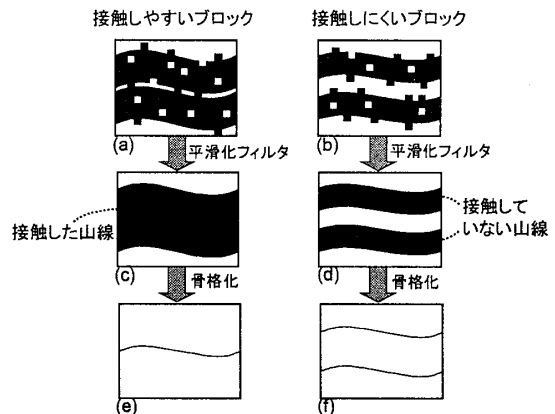 接触しやすいブロック
接触しにくいブロック
(a)
平滑化フィルタ
(b)
平滑化フィルタ
接触した山線
接触して
いない山線
(c)
骨格化
(d)
骨格化
(e)
(f)